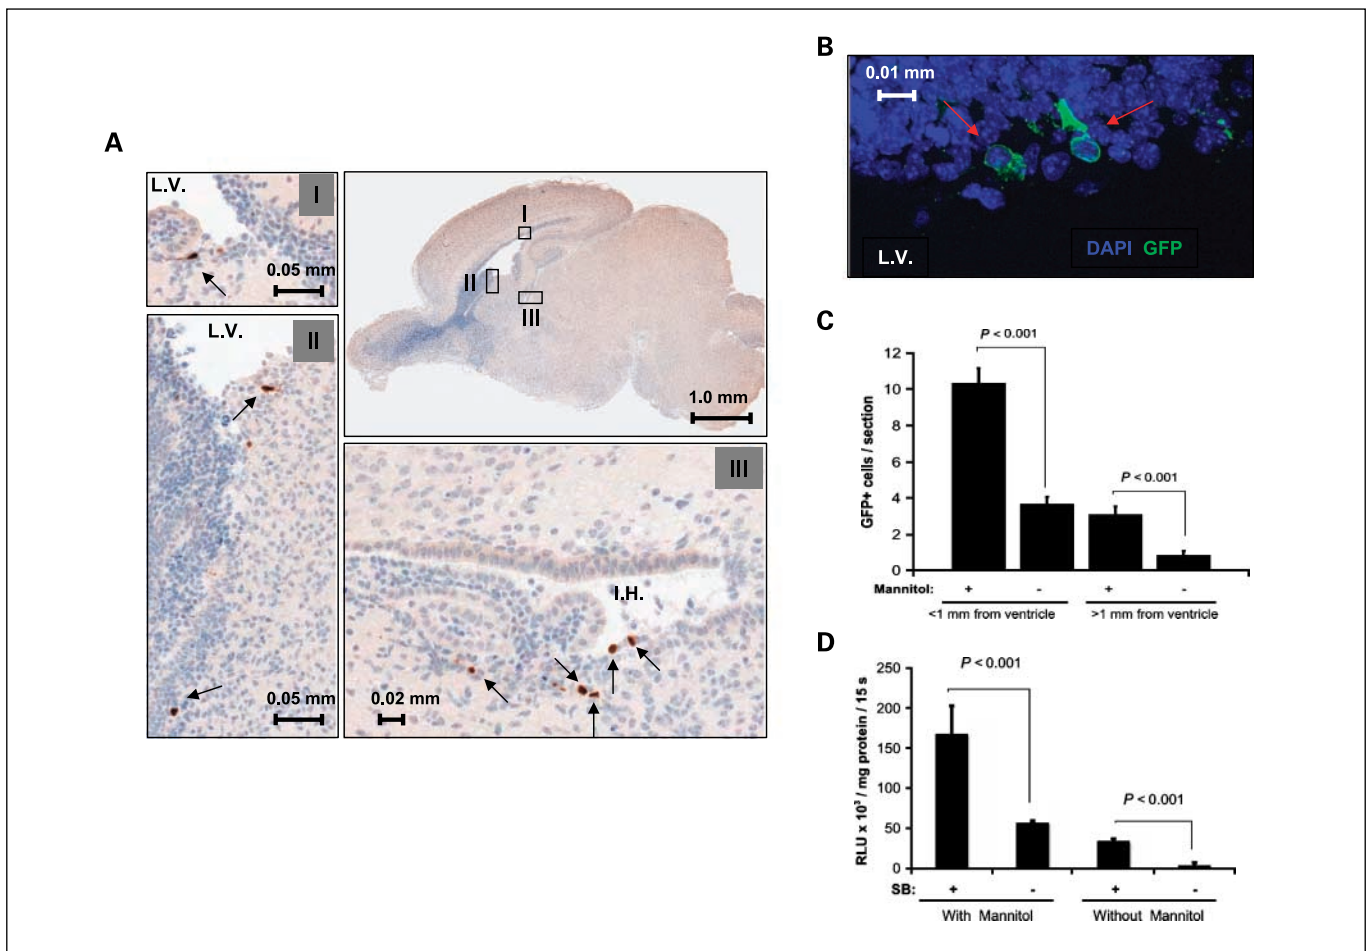 A
L.V.
I
0.05 mm
L.V.
II
0.05 mm
I
II
III
1.0 mm
III
I.H.
0.02 mm
B
0.01 mm
L.V.
DAPI GFP
C
GFP+ cells / section
12
10
8
6
4
2
0
P < 0.001
P < 0.001
Mannitol: + - + -
<1 mm from ventricle >1 mm from ventricle
D
RLU x 10³ / mg protein / 15 s
250
200
150
100
50
0
P < 0.001
P < 0.001
SB: + - + -
With Mannitol Without Mannitol